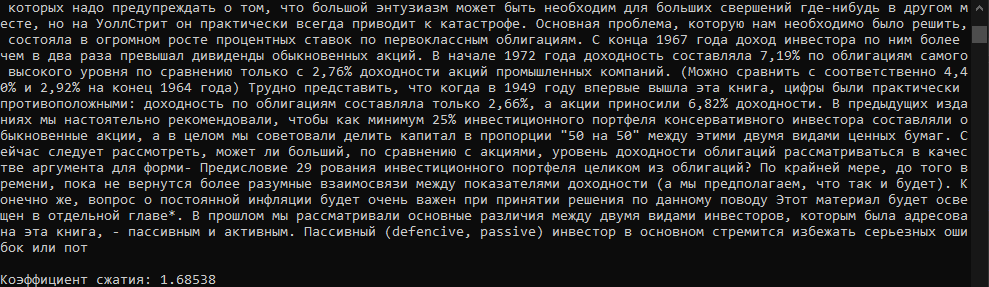 которых надо предупреждать о том, что большой энтузиазм может быть необходим для больших свершений где-нибудь в другом м
есте, но на УоллСтрит он практически всегда приводит к катастрофе. Основная проблема, которую нам необходимо было решить,
состояла в огромном росте процентных ставок по первоклассным облигациям. С конца 1967 года доход инвестора по ним более
чем в два раза превышал дивиденды обыкновенных акций. В начале 1972 года доходность составляла 7,19% по облигациям самого
высокого уровня по сравнению только с 2,76% доходности акций промышленных компаний. (Можно сравнить с соответственно 4,4
0% и 2,92% на конец 1964 года) Трудно представить, что когда в 1949 году впервые вышла эта книга, цифры были практически
противоположными: доходность по облигациям составляла только 2,66%, а акции приносили 6,82% доходности. В предыдущих изда
ниях мы настоятельно рекомендовали, чтобы как минимум 25% инвестиционного портфеля консервативного инвестора составляли о
быкновенные акции, а в целом мы советовали делить капитал в пропорции "50 на 50" между этими двумя видами ценных бумаг. С
ейчас следует рассмотреть, может ли больший, по сравнению с акциями, уровень доходности облигаций рассматриваться в качес
тве аргумента для форми- Предисловие 29 рования инвестиционного портфеля целиком из облигаций? По крайней мере, до того в
ремени, пока не вернутся более разумные взаимосвязи между показателями доходности (а мы предполагаем, что так и будет). К
онечно же, вопрос о постоянной инфляции будет очень важен при принятии решения по данному поводу Этот материал будет осве
щен в отдельной главе*. В прошлом мы рассматривали основные различия между двумя видами инвесторов, которым была адресова
на эта книга, - пассивным и активным. Пассивный (defencive, passive) инвестор в основном стремится избежать серьезных оши
бок или пот
Коэффициент сжатия: 1.68538